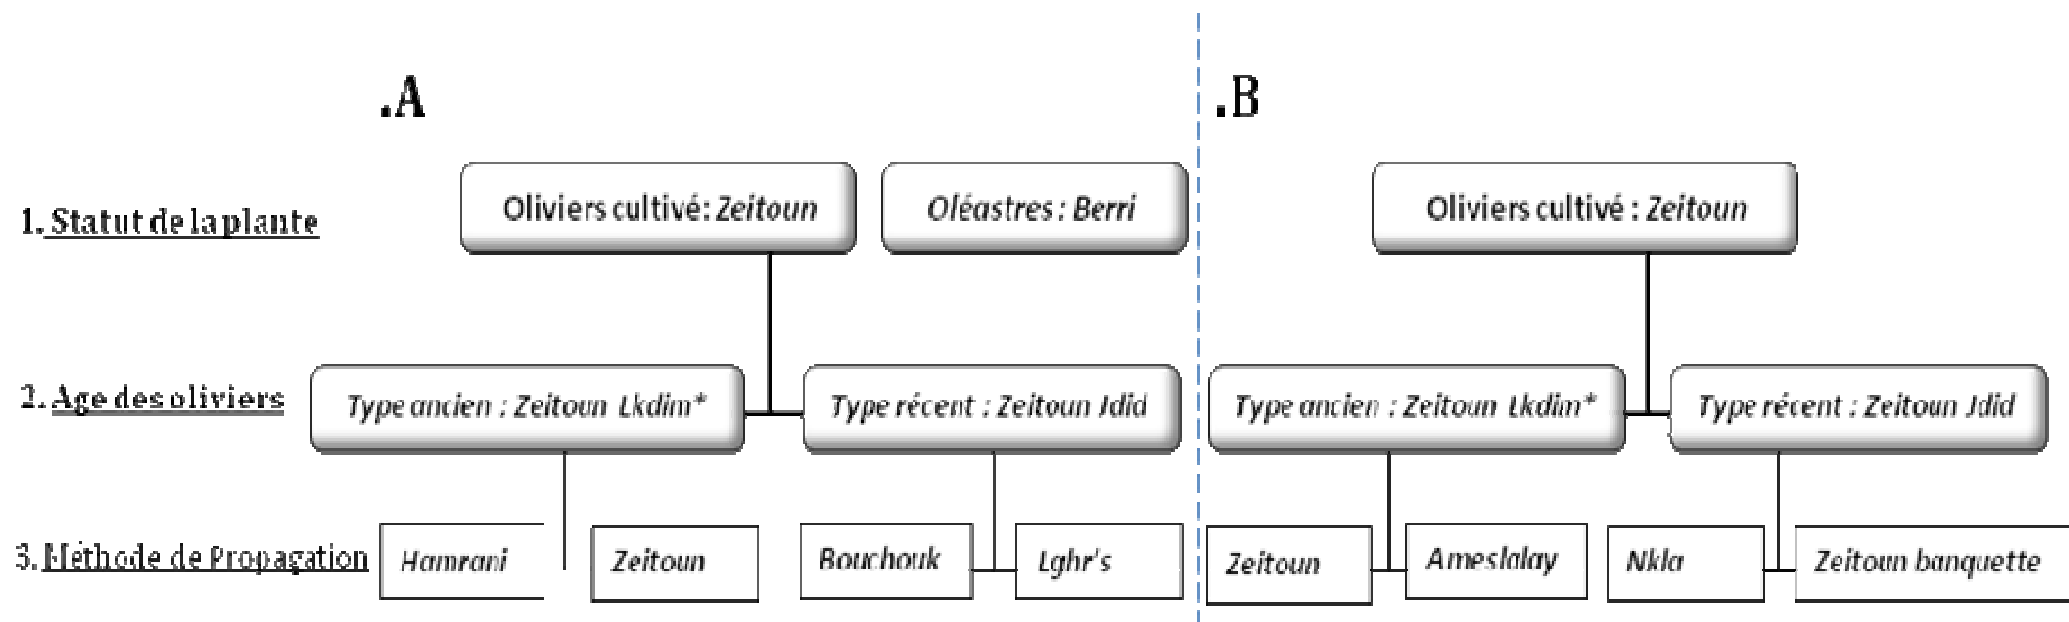 .A
.B
1. Statut de la plante
Oliviers cultivé: Zeitoun
Oléastres : Berri
Oliviers cultivé : Zeitoun
2. Age des oliviers
Type ancien : Zeitoun Lkdim*
Type récent : Zeitoun Jdid
Type ancien : Zeitoun Lkdim*
Type récent : Zeitoun Jdid
3. Méthode de Propagation
Hamrani
Zeitoun
Bouchouk
Lghr's
Zeitoun
Ameslalay
Nkla
Zeitoun banquette